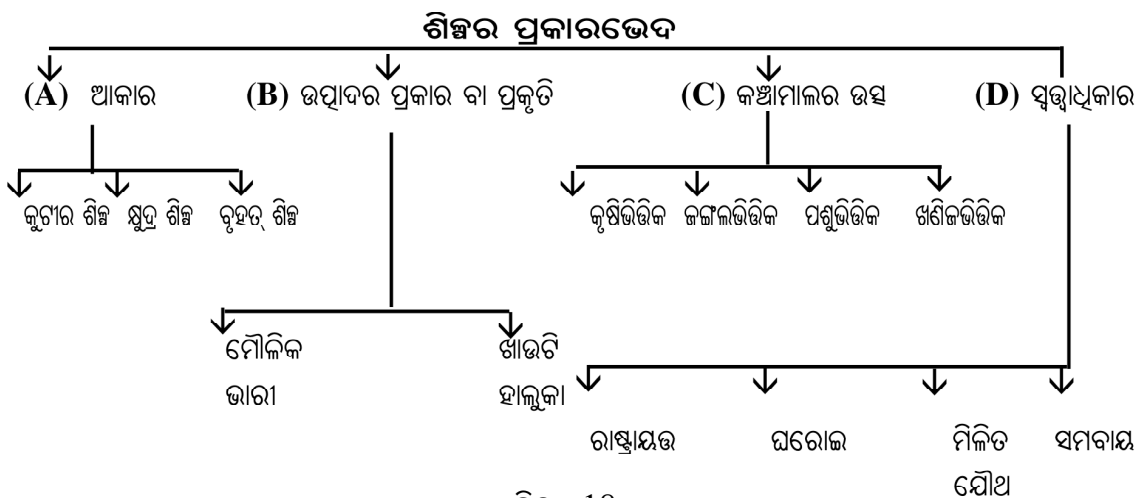 ଶିଳ୍ପର ପ୍ରକାରଭେଦ
(A) ଆକାର (B) ଉତ୍ପାଦର ପ୍ରକାର ବା ପ୍ରକୃତି (C) କଞ୍ଚାମାଲର ଉତ୍ସ (D) ସ୍ୱତ୍ତ୍ୱାଧିକାର
କୁଟୀର ଶିଳ୍ପ କ୍ଷୁଦ୍ର ଶିଳ୍ପ ବୃହତ୍ ଶିଳ୍ପ କୃଷିଭିତ୍ତିକ ଜଙ୍ଗଲଭିତ୍ତିକ ପଶୁଭିତ୍ତିକ ଖଣିଜଭିତ୍ତିକ
ମୌଳିକ ଖାଉଟି
ଭାରୀ ହାଲୁକା
ରାଷ୍ଟ୍ରାୟତ୍ତ ଘରୋଇ ମିଳିତ ସମବାୟ
ଯୌଥ